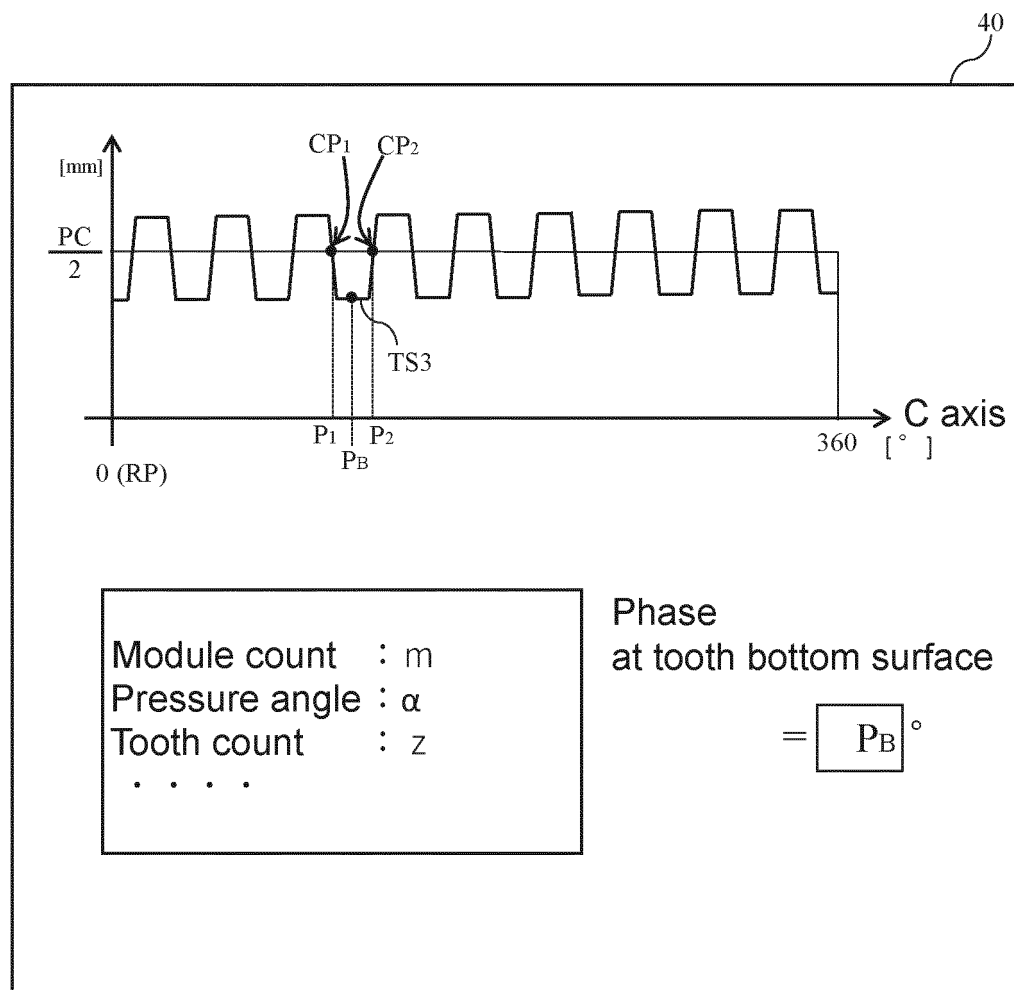 40
[mm]
CP1 CP2
PC
2
TS3
C axis
P1 P2
360 [°]
PB
0 (RP)
Phase
Module count : m
at tooth bottom surface
Pressure angle : α
Tooth count : z
= PB °
· · · ·